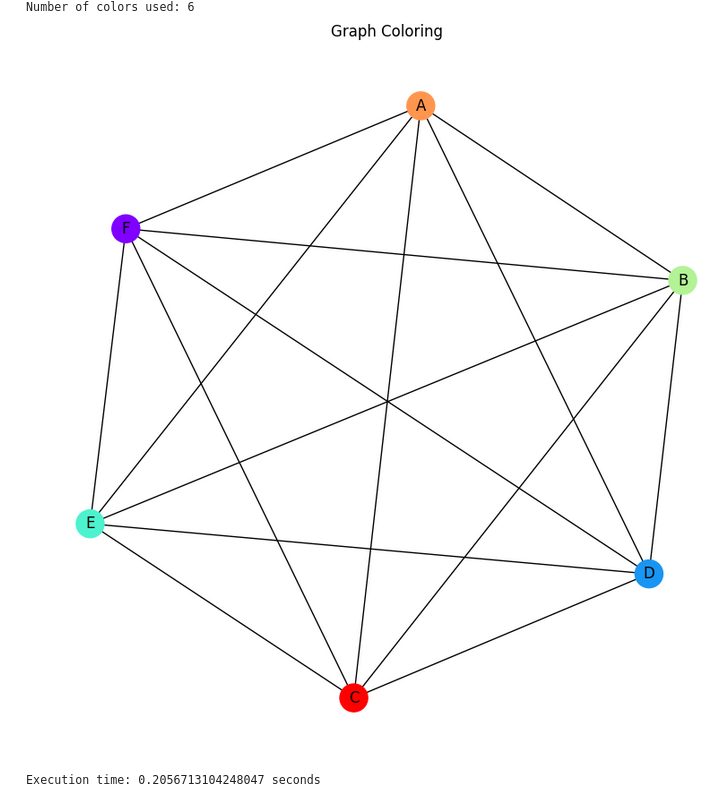 Number of colors used: 6
Graph Coloring
A
F
B
E
D
C
Execution time: 0.2056713104248047 seconds